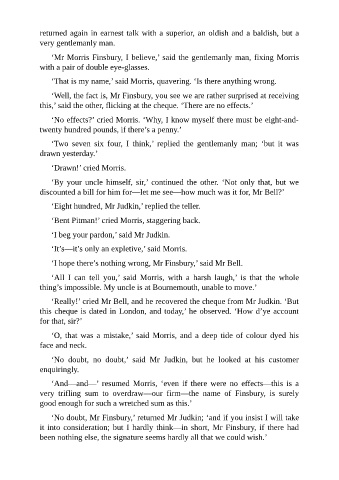 returned again in earnest talk with a superior, an oldish and a baldish, but a
very gentlemanly man.
‘Mr Morris Finsbury, I believe,’ said the gentlemanly man, fixing Morris
with a pair of double eye-glasses.
‘That is my name,’ said Morris, quavering. ‘Is there anything wrong.
‘Well, the fact is, Mr Finsbury, you see we are rather surprised at receiving
this,’ said the other, flicking at the cheque. ‘There are no effects.’
‘No effects?’ cried Morris. ‘Why, I know myself there must be eight-and-
twenty hundred pounds, if there’s a penny.’
‘Two seven six four, I think,’ replied the gentlemanly man; ‘but it was
drawn yesterday.’
‘Drawn!’ cried Morris.
‘By your uncle himself, sir,’ continued the other. ‘Not only that, but we
discounted a bill for him for—let me see—how much was it for, Mr Bell?’
‘Eight hundred, Mr Judkin,’ replied the teller.
‘Bent Pitman!’ cried Morris, staggering back.
‘I beg your pardon,’ said Mr Judkin.
‘It’s—it’s only an expletive,’ said Morris.
‘I hope there’s nothing wrong, Mr Finsbury,’ said Mr Bell.
‘All I can tell you,’ said Morris, with a harsh laugh,’ is that the whole
thing’s impossible. My uncle is at Bournemouth, unable to move.’
‘Really!’ cried Mr Bell, and he recovered the cheque from Mr Judkin. ‘But
this cheque is dated in London, and today,’ he observed. ‘How d’ye account
for that, sir?’
‘O, that was a mistake,’ said Morris, and a deep tide of colour dyed his
face and neck.
‘No doubt, no doubt,’ said Mr Judkin, but he looked at his customer
enquiringly.
‘And—and—’ resumed Morris, ‘even if there were no effects—this is a
very trifling sum to overdraw—our firm—the name of Finsbury, is surely
good enough for such a wretched sum as this.’
‘No doubt, Mr Finsbury,’ returned Mr Judkin; ‘and if you insist I will take
it into consideration; but I hardly think—in short, Mr Finsbury, if there had
been nothing else, the signature seems hardly all that we could wish.’